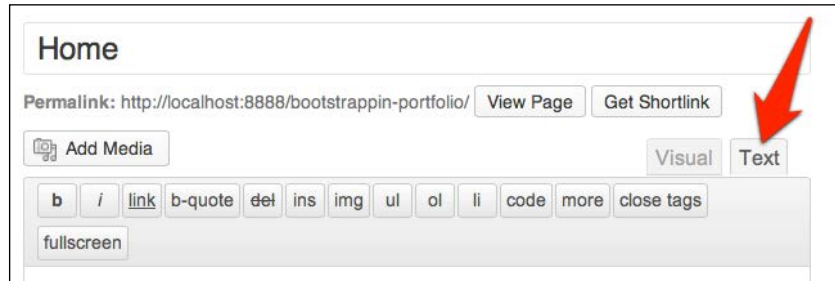 Home
Permalink: http://localhost:8888/bootstrappin-portfolio/ View Page Get Shortlink
Add Media
Visual Text
b i link b-quote del ins img ul ol li code more close tags
fullscreen